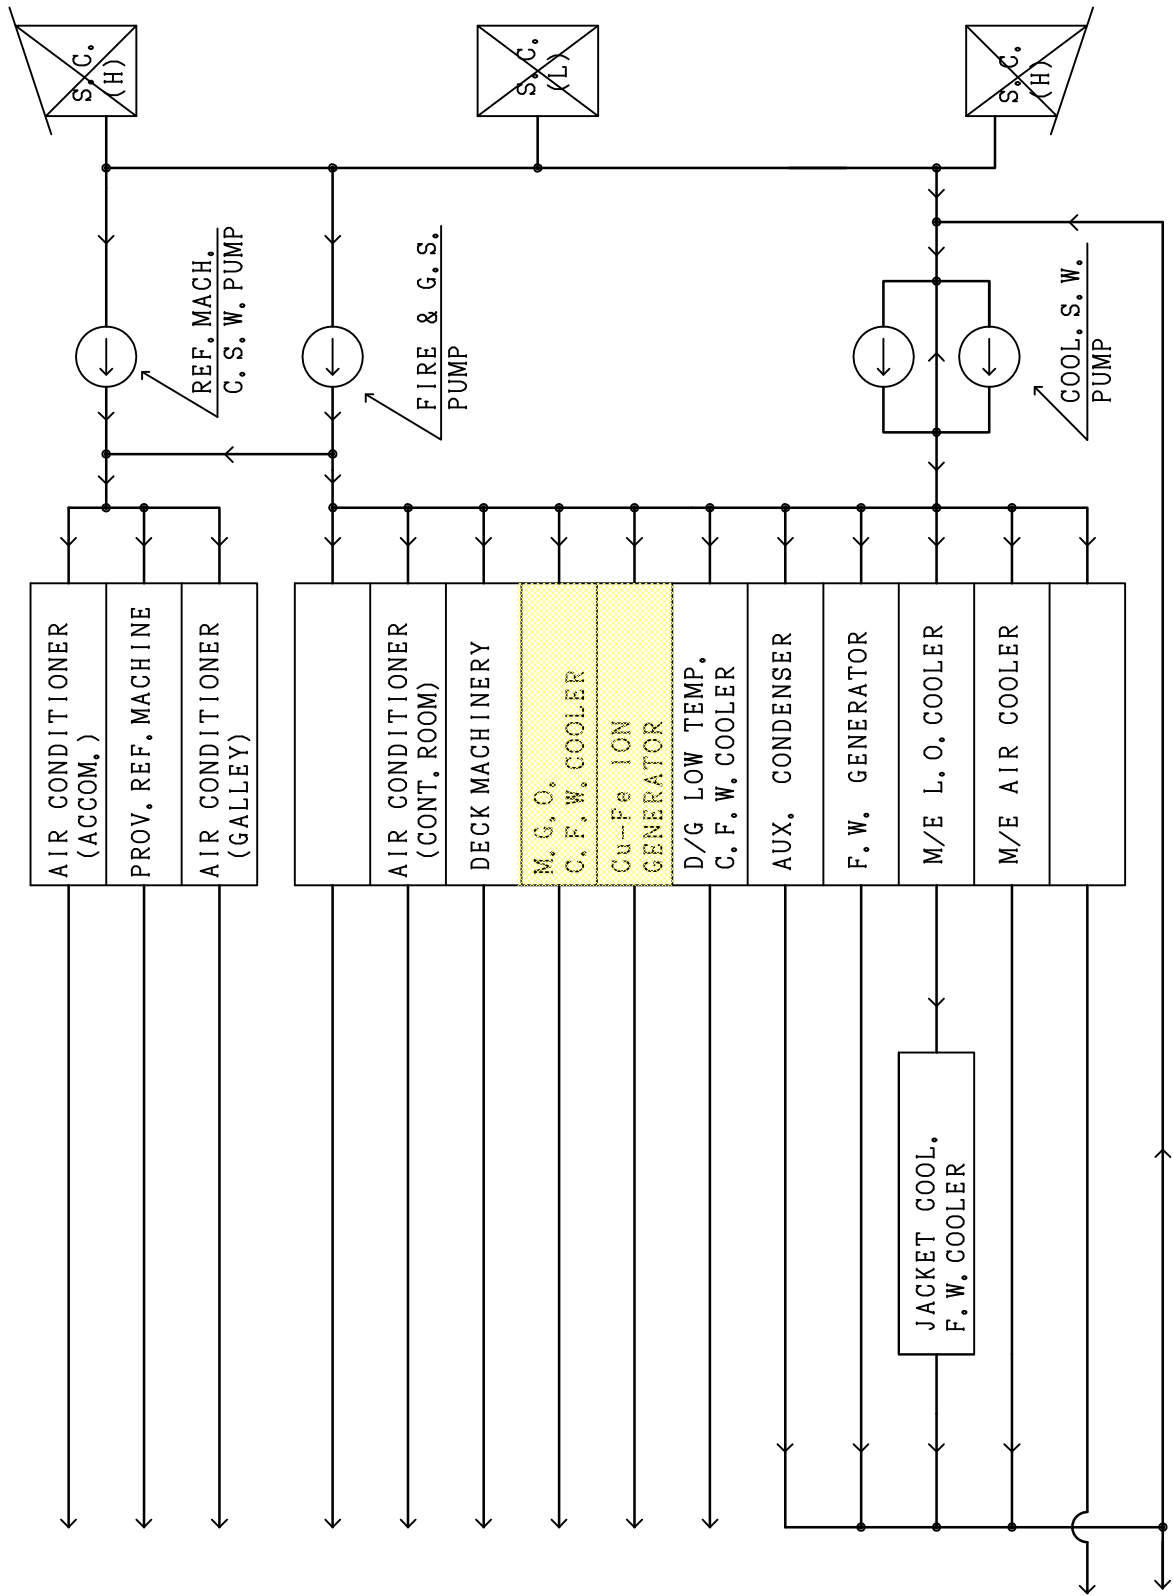 S. C.
(H)
S. C.
(L)
S. C.
(H)
REF. MACH.
C. S. W. PUMP
FIRE & G. S.
PUMP
COOL. S. W.
PUMP
AIR CONDITIONER
(ACCOM.)
PROV. REF. MACHINE
AIR CONDITIONER
(GALLEY)
AIR CONDITIONER
(CONT. ROOM)
DECK MACHINERY
M. G. O.
C. F. W. COOLER
Cu-Fe ION
GENERATOR
D/G LOW TEMP.
C. F. W. COOLER
AUX. CONDENSER
F. W. GENERATOR
M/E L. O. COOLER
M/E AIR COOLER
JACKET COOL.
F. W. COOLER